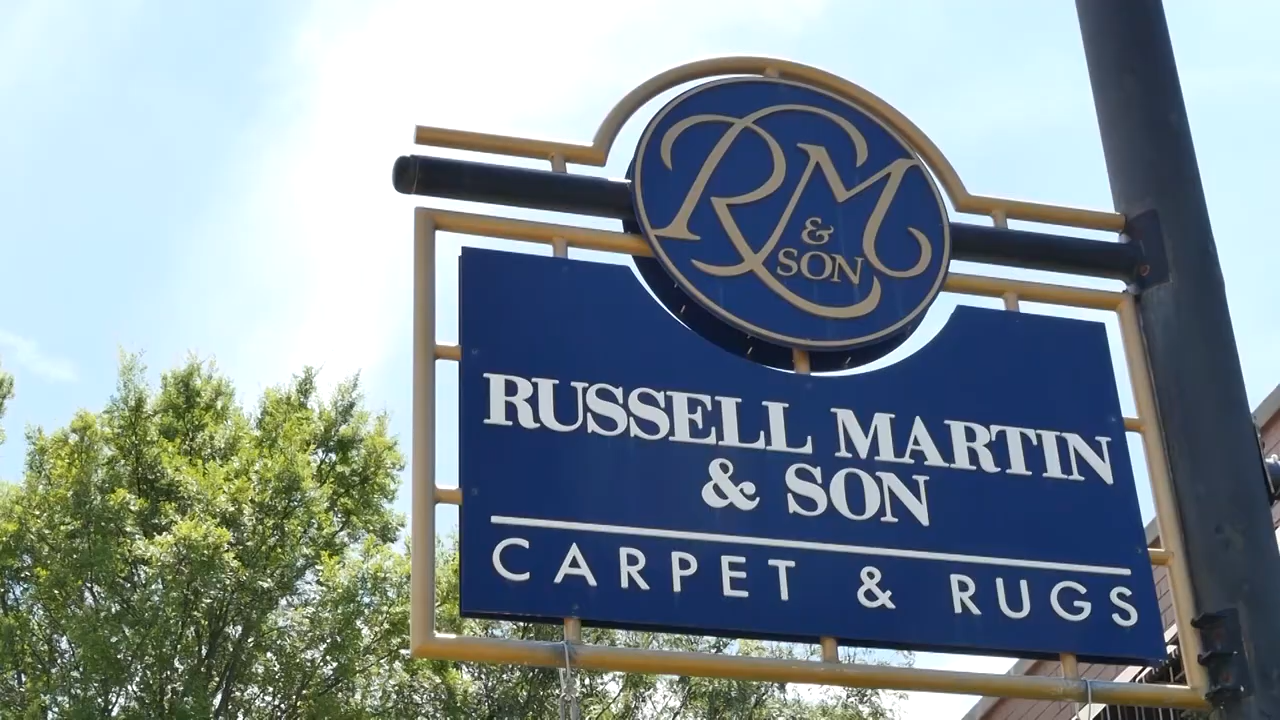 RM
&
SON
RUSSELL MARTIN
& SON
CARPET & RUGS